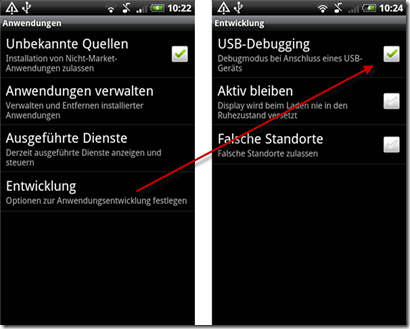 10:22
Anwendungen
Unbekannte Quellen
Installation von Nicht-Market-
Anwendungen zulassen
Anwendungen verwalten
Verwalten und Entfernen installierter
Anwendungen
Ausgeführte Dienste
Derzeit ausgeführte Dienste anzeigen und
steuern
Entwicklung
Optionen zur Anwendungsentwicklung festlegen
10:24
Entwicklung
USB-Debugging
Debugmodus bei Anschluss eines USB-
Geräts
Aktiv bleiben
Display wird beim Laden nie in den
Ruhezustand versetzt
Falsche Standorte
Falsche Standorte zulassen